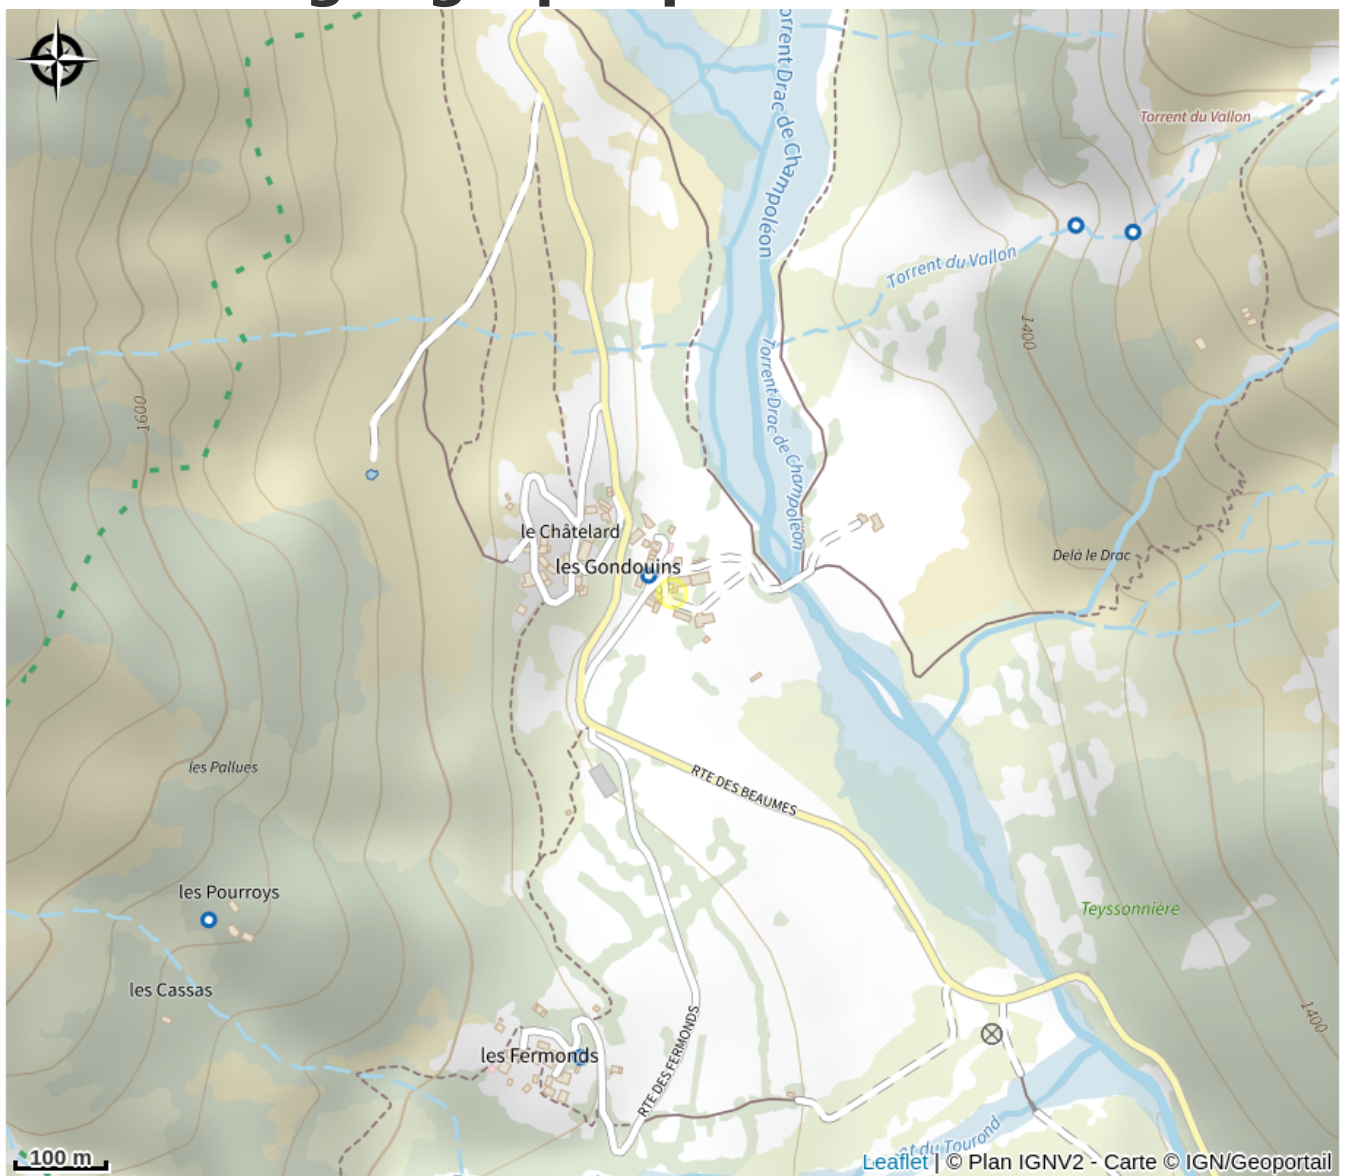 Torrent Drac de Champoléon
Torrent du Vallon
Torrent du Vallon
1400
Torrent Drac de Champoléon
1600
le Châtelard
les Gondouins
Delà le Drac
les Pallues
RTE DES BEAUMES
les Pourroys
Teyssonnière
les Cassas
1400
les Fermonds
RTE DES FERMONDS
du Tourond
100 m
Leaflet | © Plan IGNV2 - Carte © IGN/Geoportail